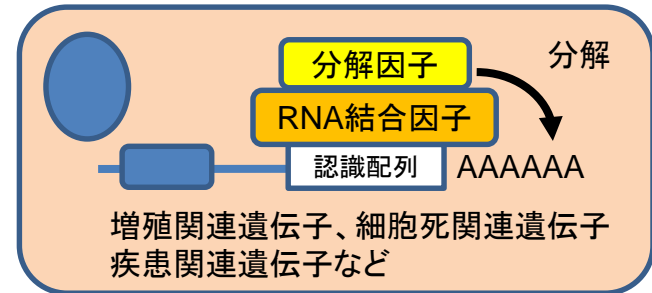 分解因子
分解
RNA結合因子
認識配列
AAAAAA
増殖関連遺伝子、細胞死関連遺伝子
疾患関連遺伝子など